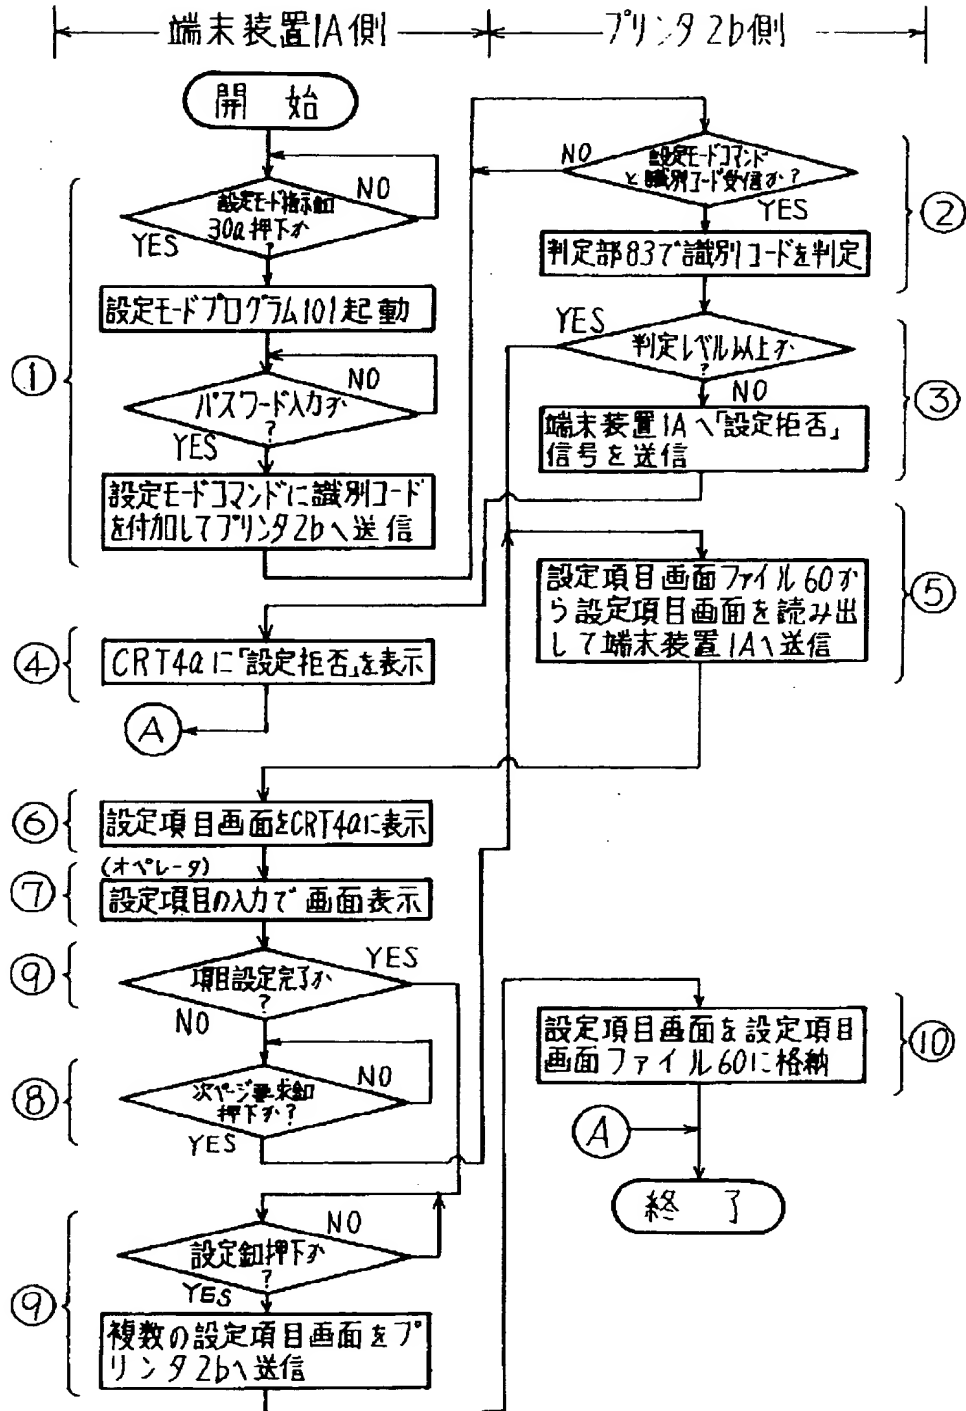 端末装置1A側
プリンタ2b側
開 始
設定モード指示釦
30a押下か
?
NO
YES
設定モードプログラム101起動
パスワード入力か
?
NO
YES
設定モードコマンドに識別コード
を付加してプリンタ2bへ送信
①
設定モードコマンド
と識別コード受信か?
NO
YES
判定部83で識別コードを判定
②
判定レベル以上か
?
YES
NO
端末装置1Aへ「設定拒否」
信号を送信
③
④
CRT4aに「設定拒否」を表示
A
設定項目画面ファイル60か
ら設定項目画面を読み出
して端末装置1Aへ送信
⑤
⑥
設定項目画面をCRT4aに表示
(オペレータ)
⑦
設定項目の入力で画面表示
⑨
項目設定完了か
?
YES
NO
⑧
次ページ要求釦
押下か?
NO
YES
設定釦押下か
?
NO
YES
⑨
複数の設定項目画面をプ
リンタ2bへ送信
設定項目画面を設定項目
画面ファイル60に格納
⑩
A
終 了